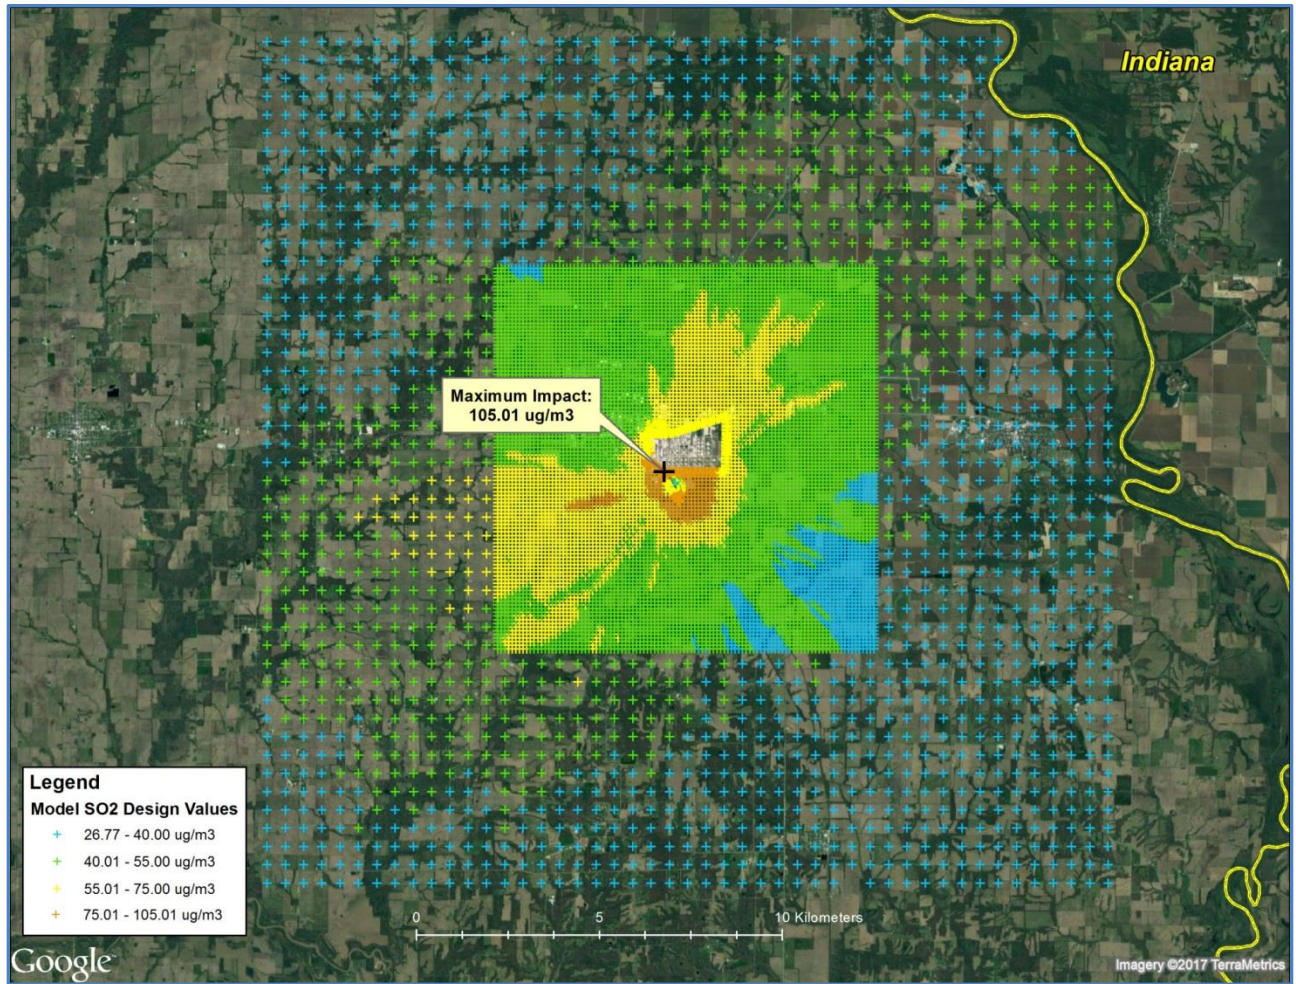 Indiana
Maximum Impact:
105.01 ug/m3
Legend
Model SO2 Design Values
26.77 - 40.00 ug/m3
40.01 - 55.00 ug/m3
55.01 - 75.00 ug/m3
75.01 - 105.01 ug/m3
0 5 10 Kilometers
Google
Imagery ©2017 TerraMetrics